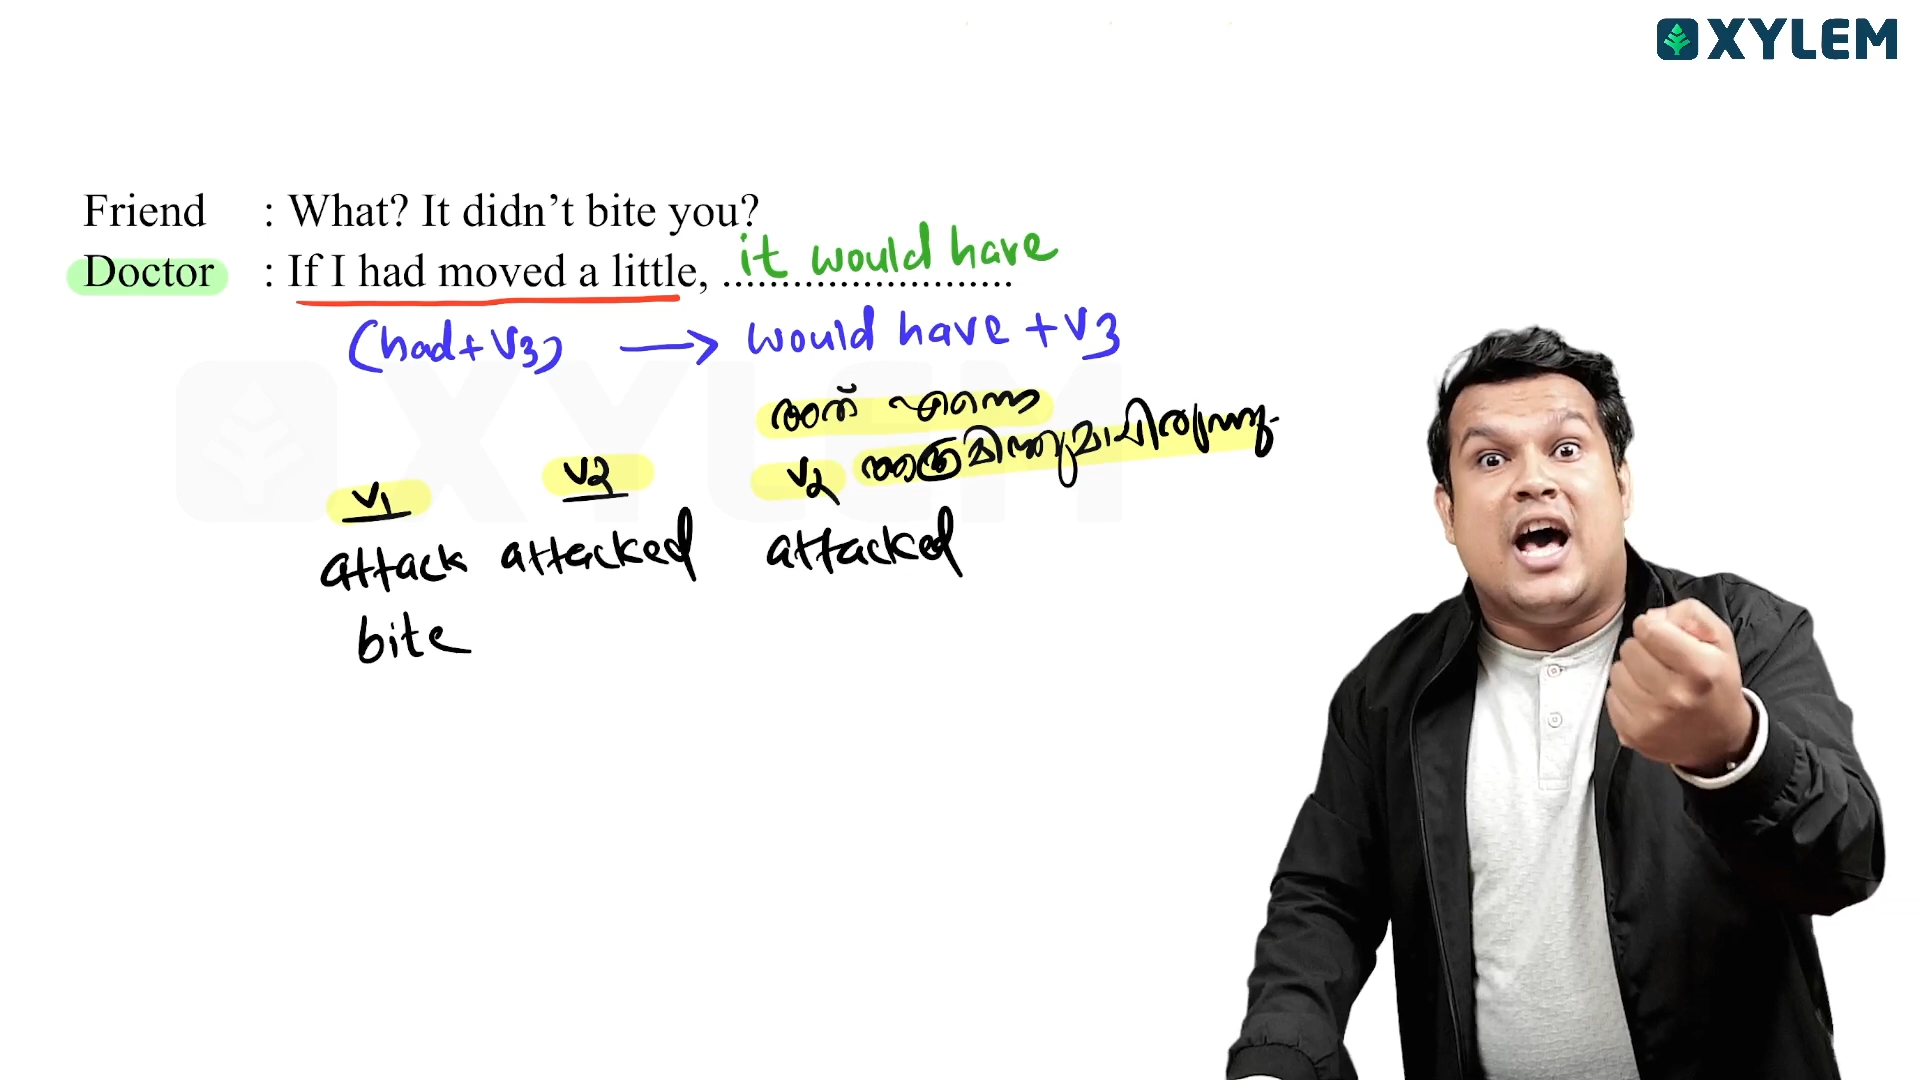 XYLEM
Friend : What? It didn't bite you?
it would have
Doctor : If I had moved a little, ........................
(had+V3) → would have +V3
അത് എന്നെ
ആക്രമിക്കുമായിരുന്നു.
V1 V2 V2
attack attacked attacked
bite
XYLEM